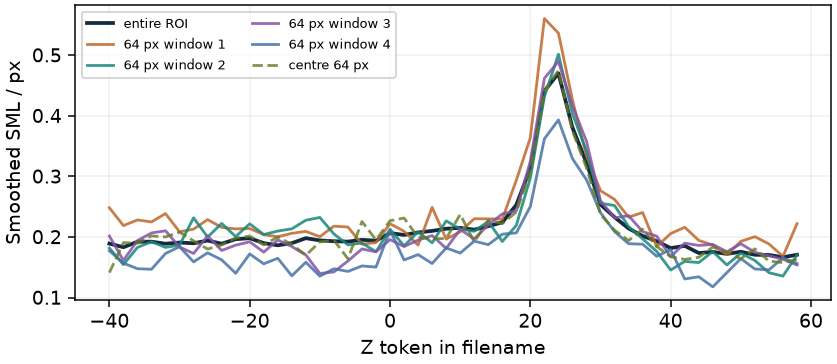 entire ROI
64 px window 1
64 px window 2
64 px window 3
64 px window 4
centre 64 px
Smoothed SML / px
0.5
0.4
0.3
0.2
0.1
−40
−20
0
20
40
60
Z token in filename